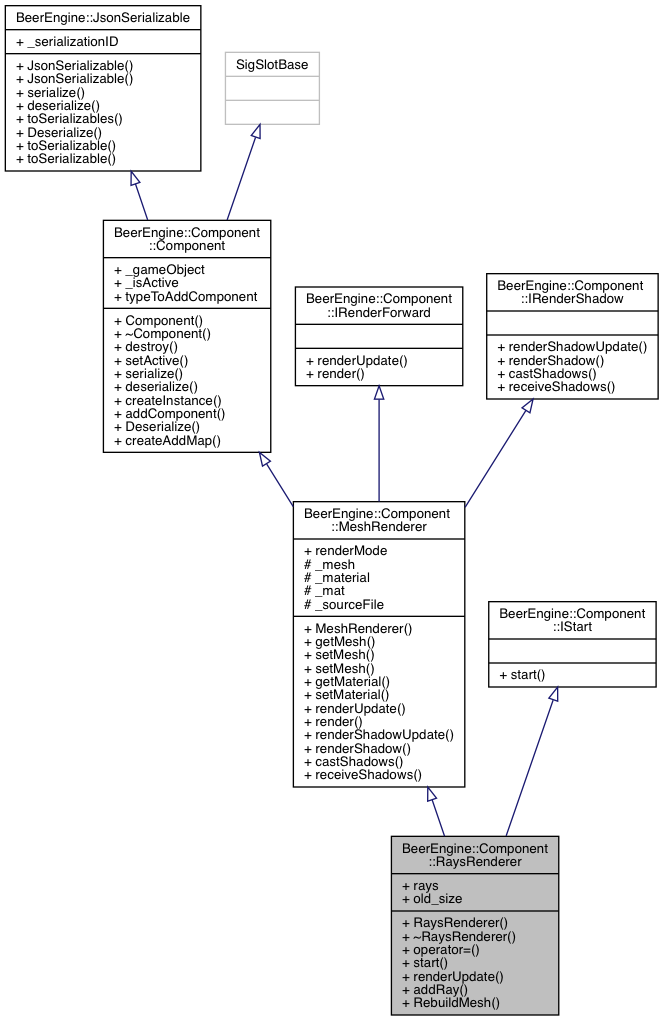 BeerEngine::JsonSerializable
+ _serializationID
+ JsonSerializable()
+ JsonSerializable()
+ serialize()
+ deserialize()
+ toSerializables()
+ Deserialize()
+ toSerializable()
+ toSerializable()
SigSlotBase
BeerEngine::Component
::Component
+ _gameObject
+ _isActive
+ typeToAddComponent
+ Component()
+ ~Component()
+ destroy()
+ setActive()
+ serialize()
+ deserialize()
+ createInstance()
+ addComponent()
+ Deserialize()
+ createAddMap()
BeerEngine::Component
::IRenderForward
+ renderUpdate()
+ render()
BeerEngine::Component
::IRenderShadow
+ renderShadowUpdate()
+ renderShadow()
+ castShadows()
+ receiveShadows()
BeerEngine::Component
::MeshRenderer
+ renderMode
# _mesh
# _material
# _mat
# _sourceFile
+ MeshRenderer()
+ getMesh()
+ setMesh()
+ setMesh()
+ getMaterial()
+ setMaterial()
+ renderUpdate()
+ render()
+ renderShadowUpdate()
+ renderShadow()
+ castShadows()
+ receiveShadows()
BeerEngine::Component
::IStart
+ start()
BeerEngine::Component
::RaysRenderer
+ rays
+ old_size
+ RaysRenderer()
+ ~RaysRenderer()
+ operator=()
+ start()
+ renderUpdate()
+ addRay()
+ RebuildMesh()